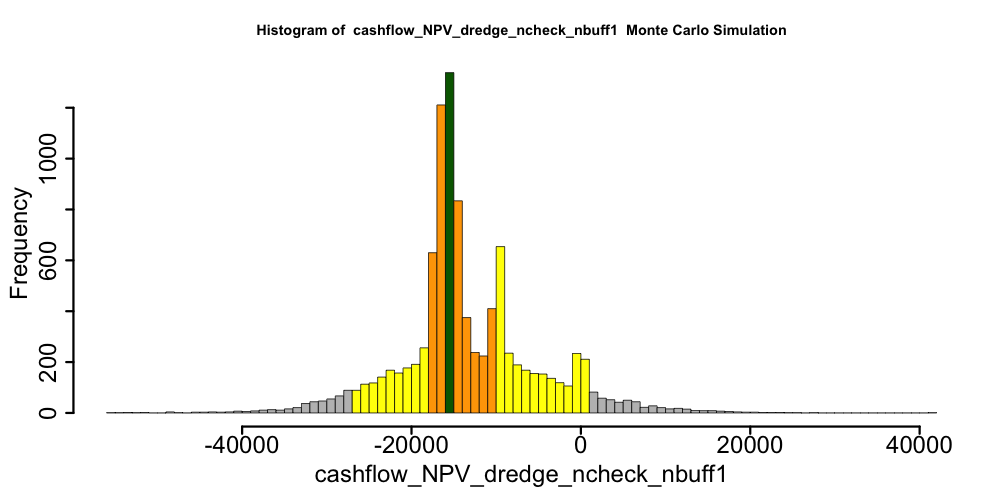 Histogram of  cashflow_NPV_dredge_ncheck_nbuff1  Monte Carlo Simulation
Frequency
1000
600
200
0
-40000 -20000 0 20000 40000
cashflow_NPV_dredge_ncheck_nbuff1